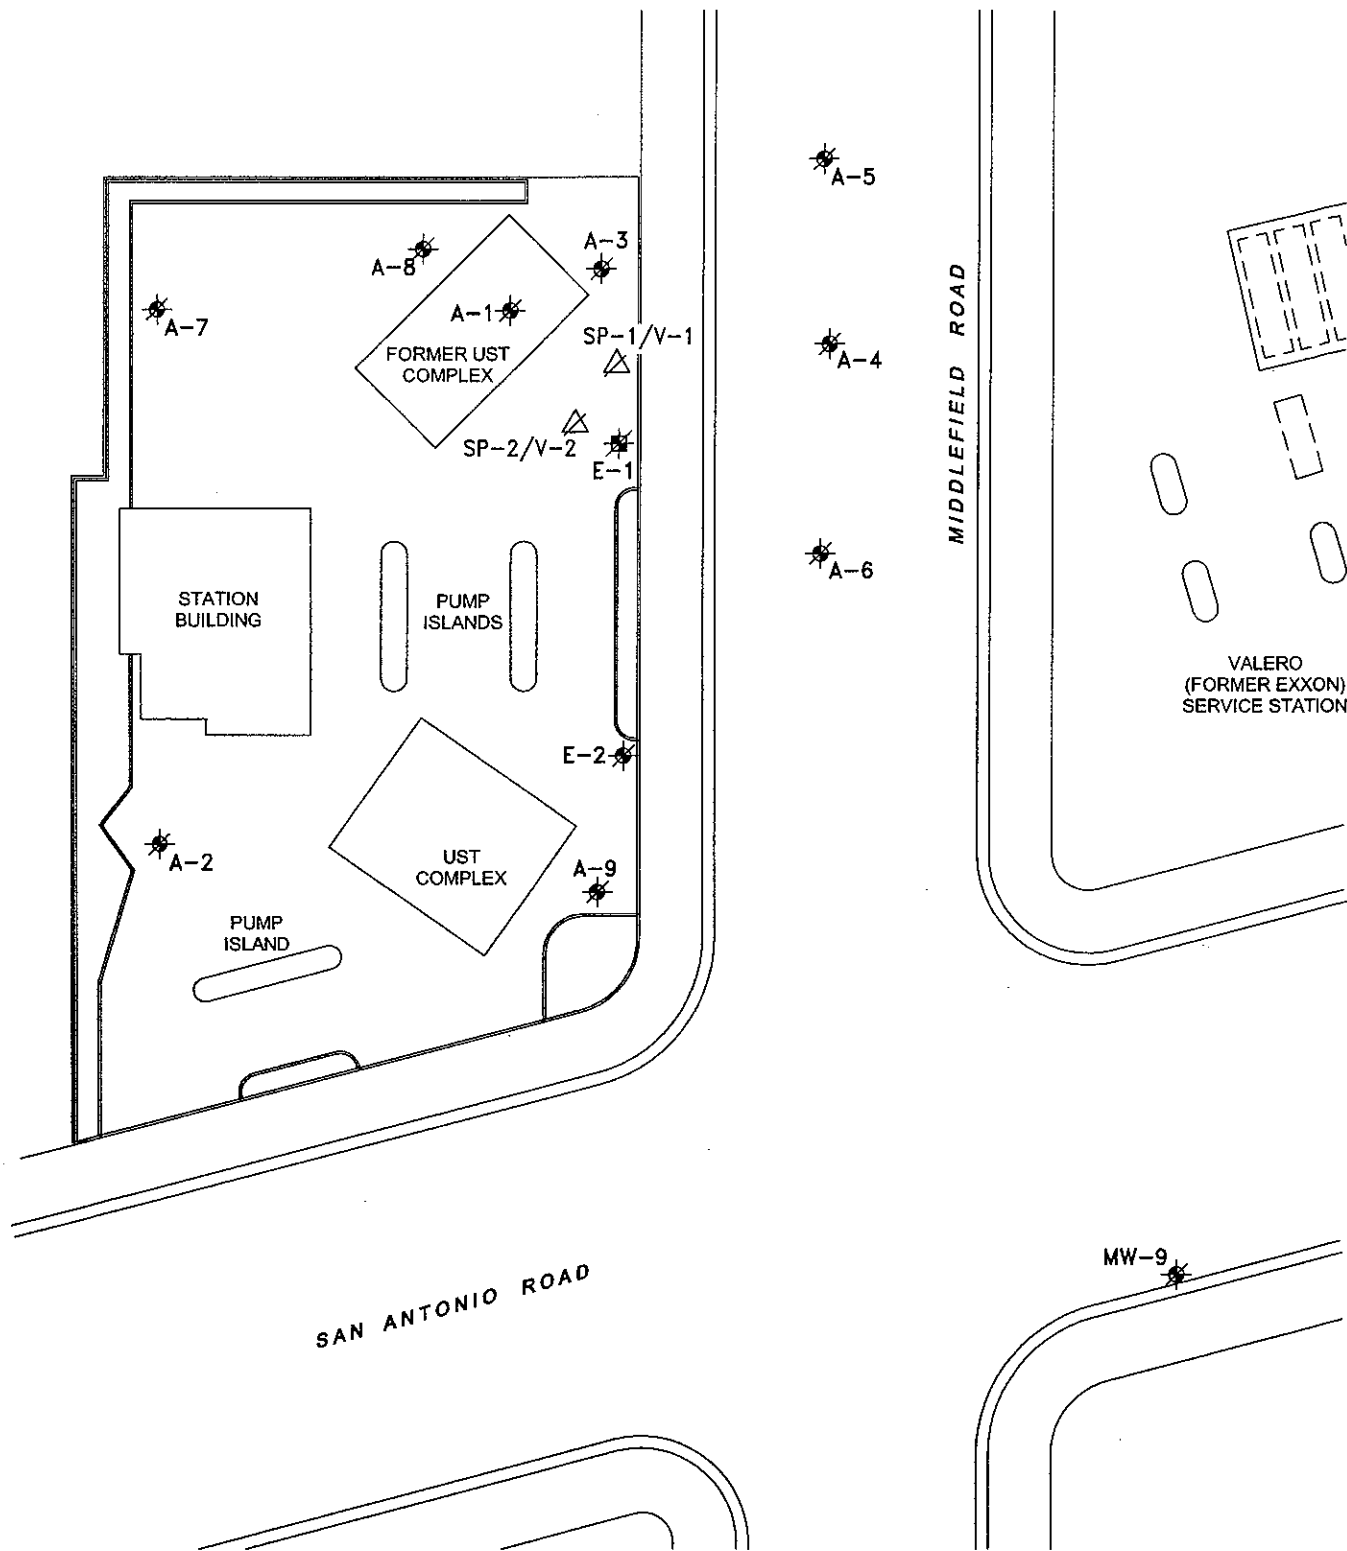 A-5
A-3
A-8
A-7
A-1
SP-1/V-1
A-4
FORMER UST
COMPLEX
SP-2/V-2
E-1
MIDDLEFIELD ROAD
A-6
STATION
BUILDING
PUMP
ISLANDS
VALERO
(FORMER EXXON)
SERVICE STATION
E-2
A-2
UST
COMPLEX
A-9
PUMP
ISLAND
MW-9
SAN ANTONIO ROAD